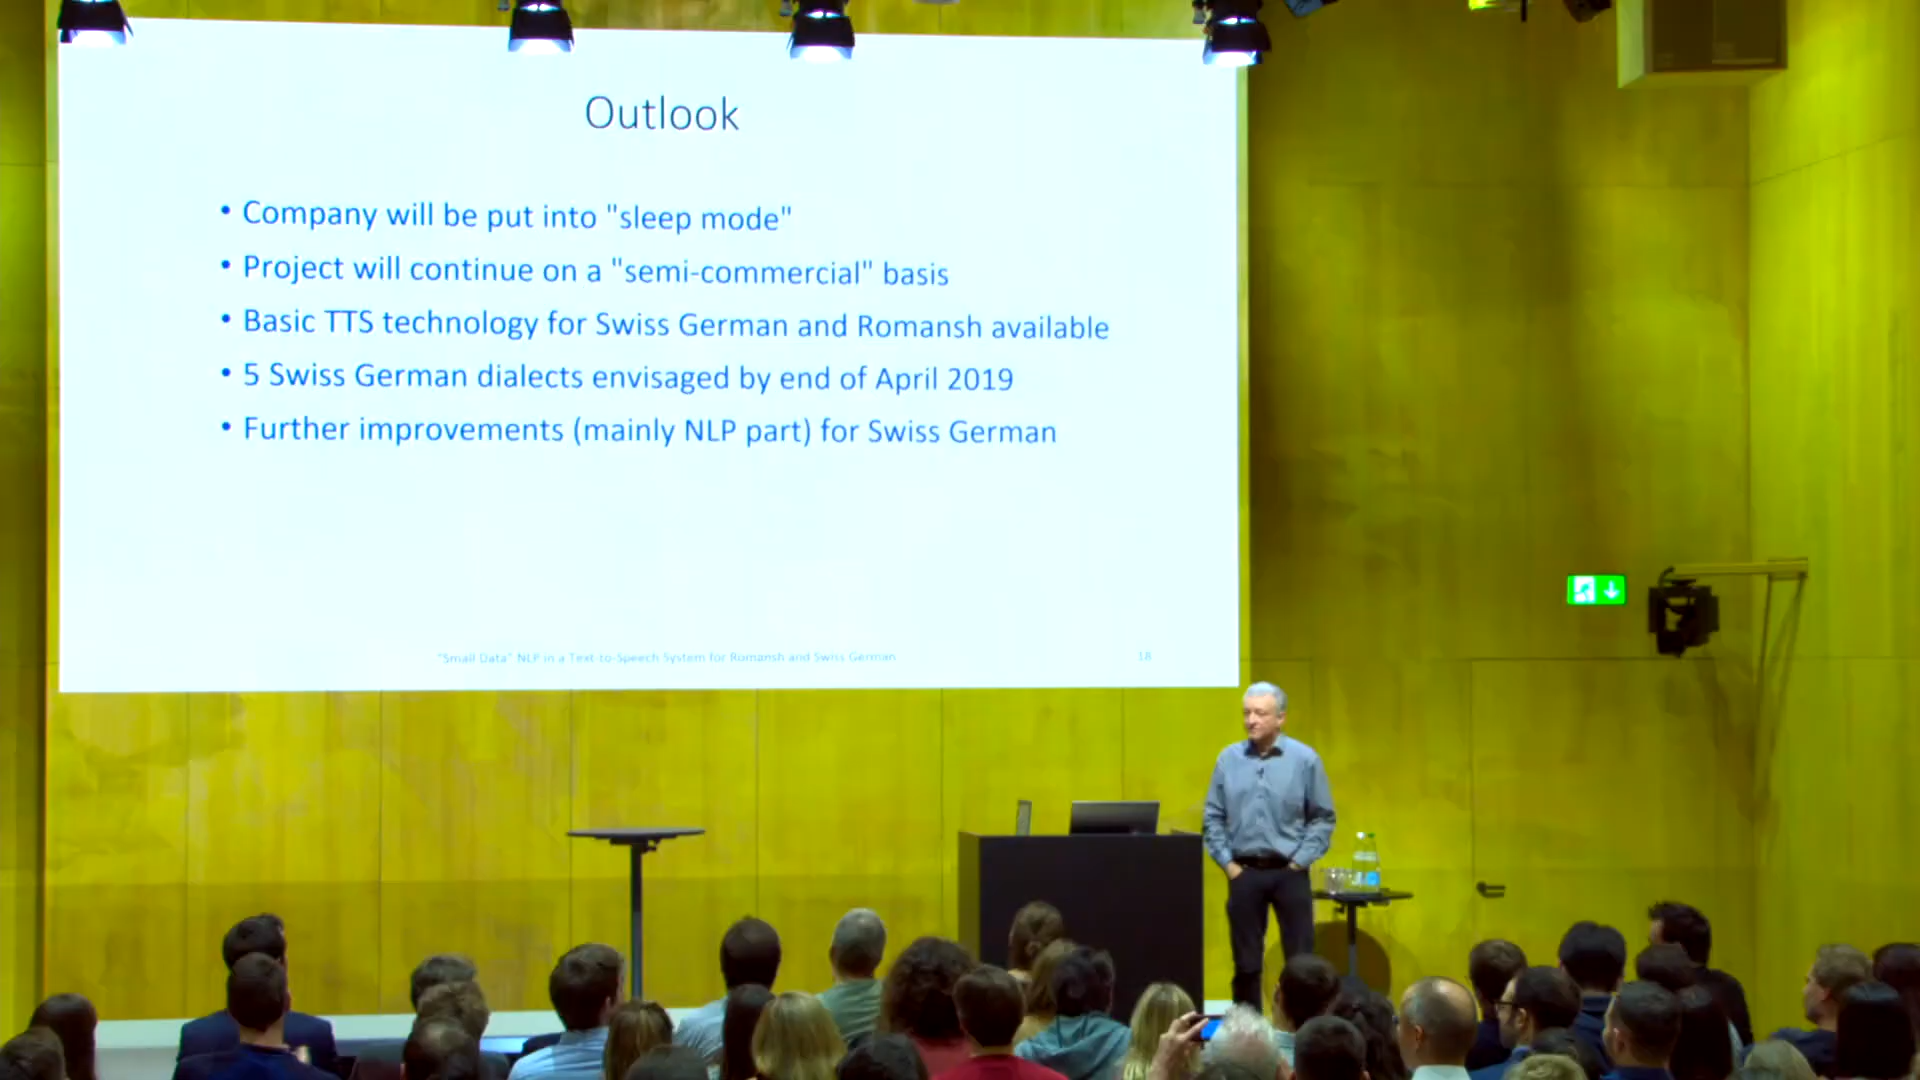 Outlook
• Company will be put into "sleep mode"
• Project will continue on a "semi-commercial" basis
• Basic TTS technology for Swiss German and Romansh available
• 5 Swiss German dialects envisaged by end of April 2019
• Further improvements (mainly NLP part) for Swiss German
"Small Data" NLP in a Text-to-Speech System for Romansh and Swiss German
18